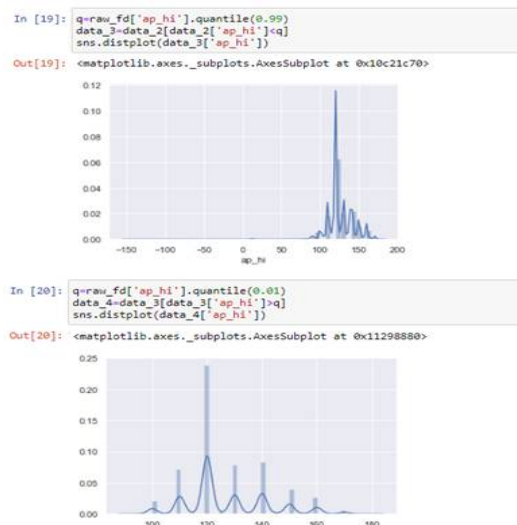 In [19]: q=raw_fd['ap_hi'].quantile(0.99)
data_3=data_2[data_2['ap_hi']<q]
sns.distplot(data_3['ap_hi'])
Out[19]: <matplotlib.axes._subplots.AxesSubplot at 0x10c21c70>
0.12
0.10
0.08
0.06
0.04
0.02
0.00
-150 -100 -50 0 50 100 150 200
ap_hi
In [20]: q=raw_fd['ap_hi'].quantile(0.01)
data_4=data_3[data_3['ap_hi']>q]
sns.distplot(data_4['ap_hi'])
Out[20]: <matplotlib.axes._subplots.AxesSubplot at 0x11298880>
0.25
0.20
0.15
0.10
0.05
0.00
100 120 140 160 180